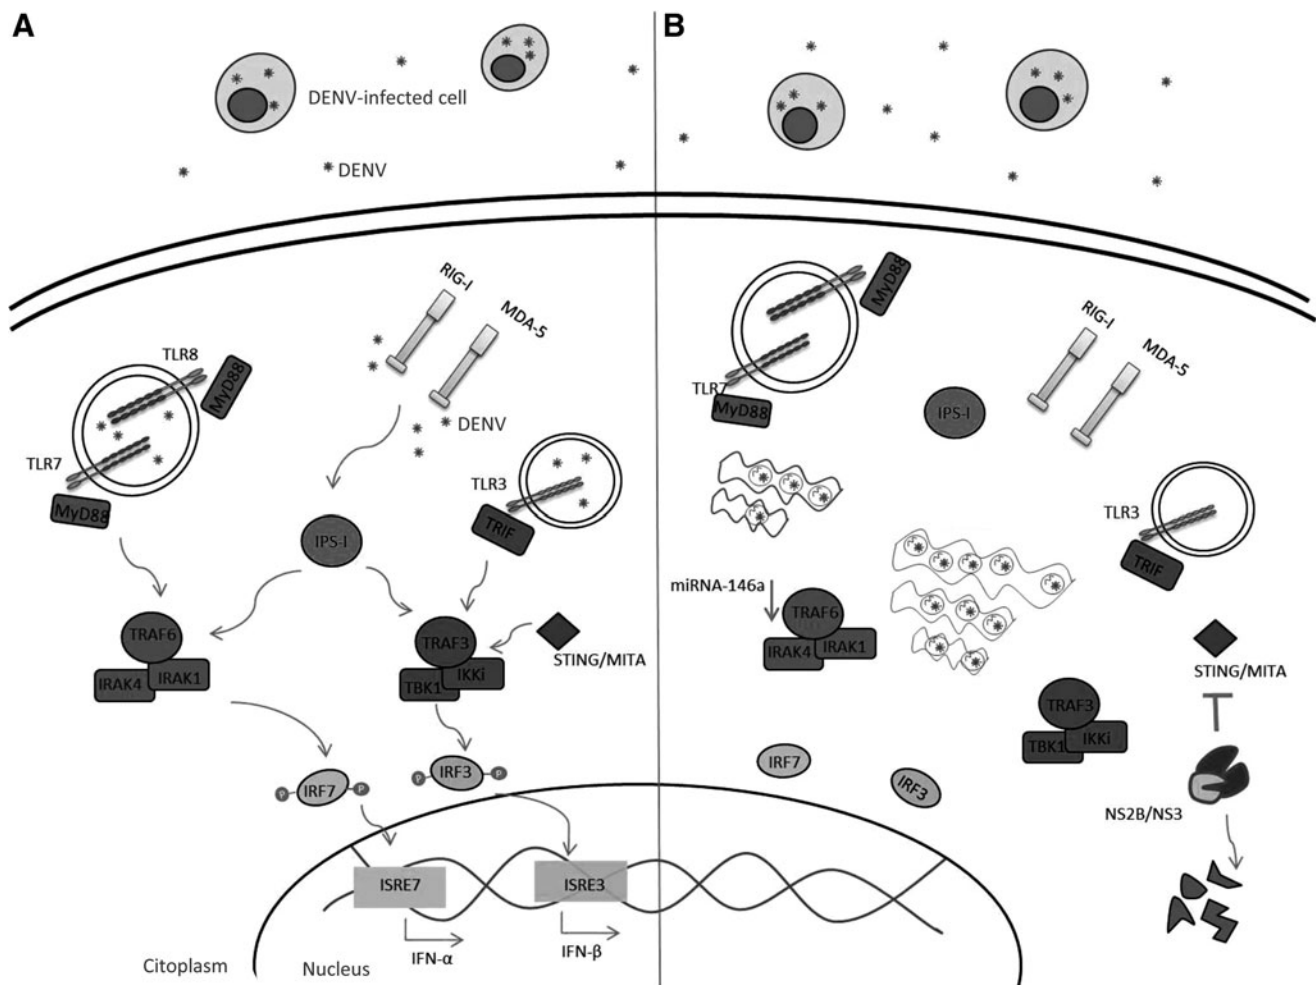 A
B
DENV-infected cell
DENV
RIG-I
MDA-5
TLR8
MyD88
DENV
TLR7
MyD88
TLR3
TRIF
IPS-I
TRAF6
IRAK4
IRAK1
TRAF3
TBK1
IKKi
STING/MITA
P
IRF7
P
P
IRF3
P
ISRE7
ISRE3
IFN-α
IFN-β
Citoplasm
Nucleus
MyD88
TLR7
MyD88
RIG-I
MDA-5
IPS-I
TLR3
TRIF
miRNA-146a
TRAF6
IRAK4
IRAK1
STING/MITA
TRAF3
TBK1
IKKi
IRF7
IRF3
NS2B/NS3